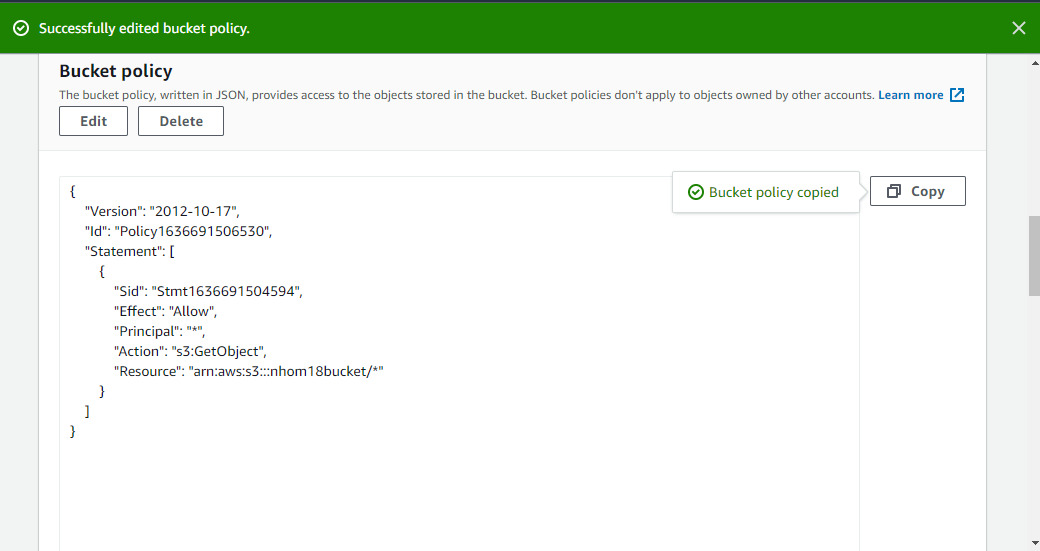 Successfully edited bucket policy.
Bucket policy
The bucket policy, written in JSON, provides access to the objects stored in the bucket. Bucket policies don't apply to objects owned by other accounts. Learn more
Edit
Delete
Bucket policy copied
Copy
{
"Version": "2012-10-17",
"Id": "Policy1636691506530",
"Statement": [
{
"Sid": "Stmt1636691504594",
"Effect": "Allow",
"Principal": "*",
"Action": "s3:GetObject",
"Resource": "arn:aws:s3:::nhom18bucket/*"
}
]
}